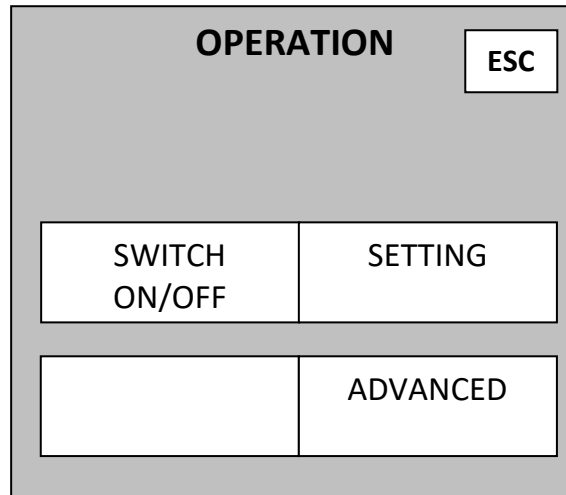 OPERATION
ESC
SWITCH
ON/OFF
SETTING
ADVANCED